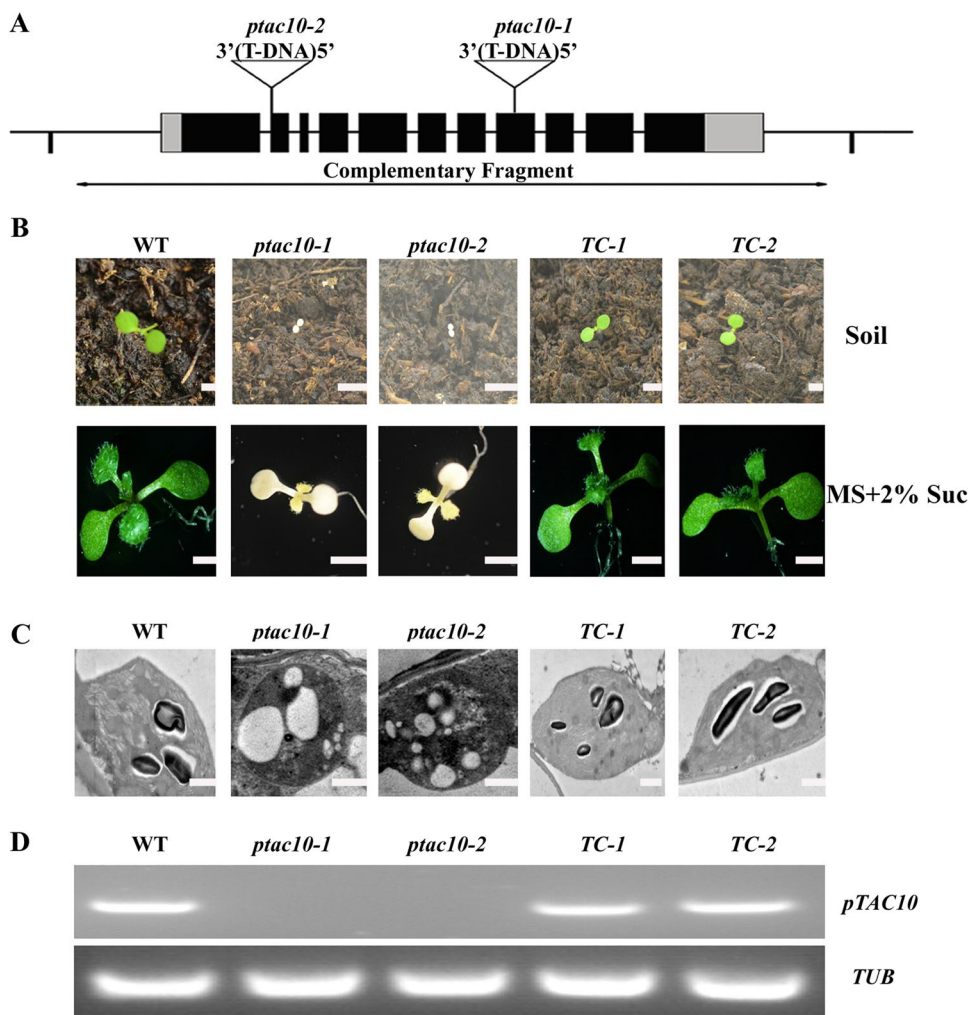 A
ptac10-2 ptac10-1
3’(T-DNA)5’ 3’(T-DNA)5’
Complementary Fragment
B
WT ptac10-1 ptac10-2 TC-1 TC-2
Soil
MS+2% Suc
C
WT ptac10-1 ptac10-2 TC-1 TC-2
D
WT ptac10-1 ptac10-2 TC-1 TC-2
pTAC10
TUB